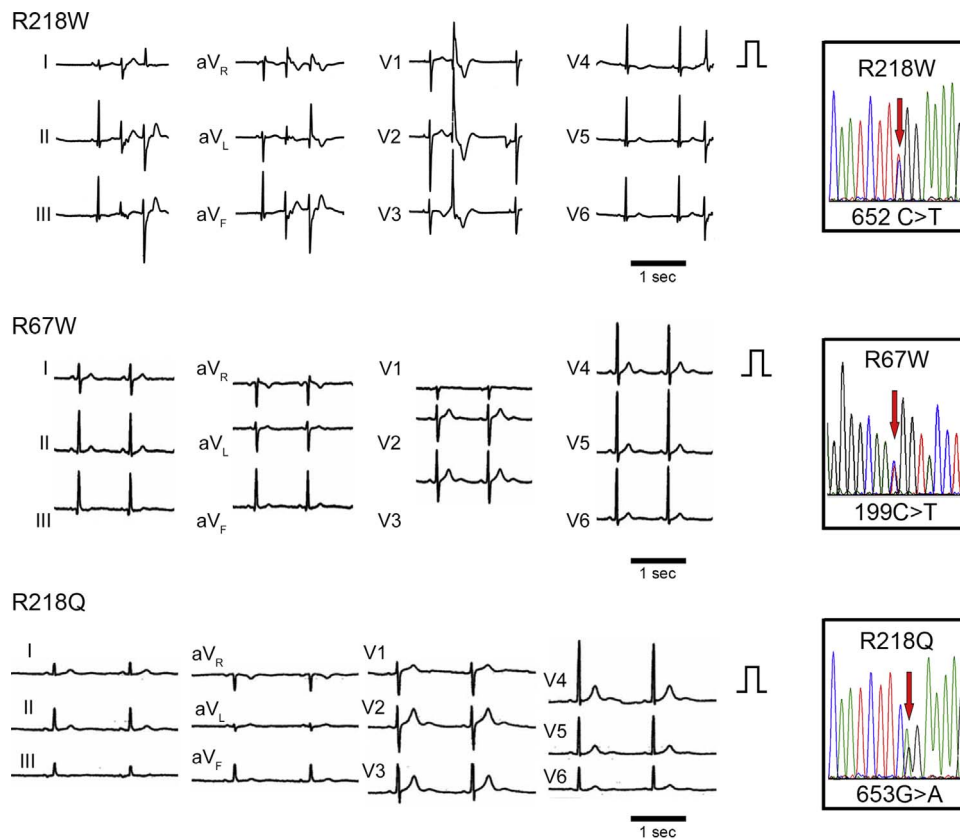 R218W
I aVR V1 V4
II aVL V2 V5
III aVF V3 V6
1 sec
R218W
652 C>T
R67W
I aVR V1 V4
II aVL V2 V5
III aVF V3 V6
1 sec
R67W
199C>T
R218Q
I aVR V1 V4
II aVL V2 V5
III aVF V3 V6
1 sec
R218Q
653G>A